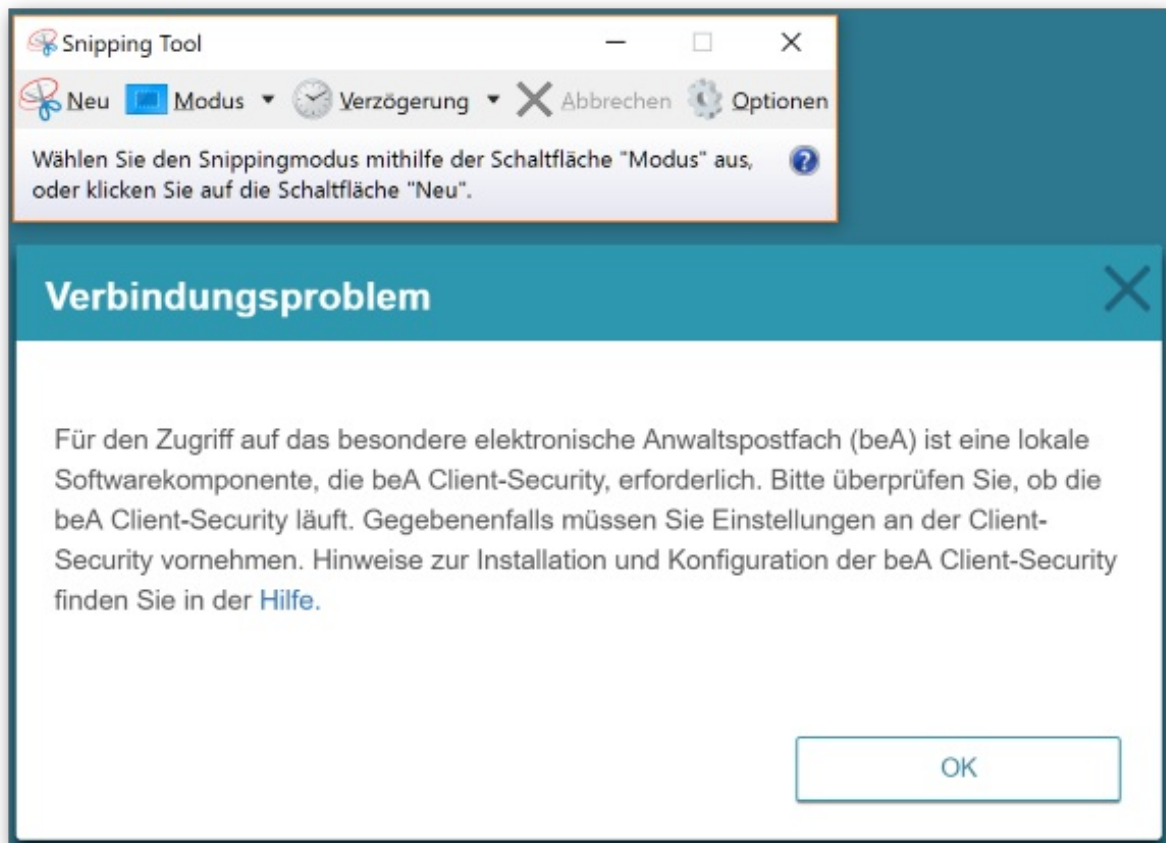 Snipping Tool
Neu Modus Verzögerung Abbrechen Optionen
Wählen Sie den Snippingmodus mithilfe der Schaltfläche "Modus" aus,
oder klicken Sie auf die Schaltfläche "Neu".
Verbindungsproblem
Für den Zugriff auf das besondere elektronische Anwaltspostfach (beA) ist eine lokale
Softwarekomponente, die beA Client-Security, erforderlich. Bitte überprüfen Sie, ob die
beA Client-Security läuft. Gegebenenfalls müssen Sie Einstellungen an der Client-
Security vornehmen. Hinweise zur Installation und Konfiguration der beA Client-Security
finden Sie in der Hilfe.
OK